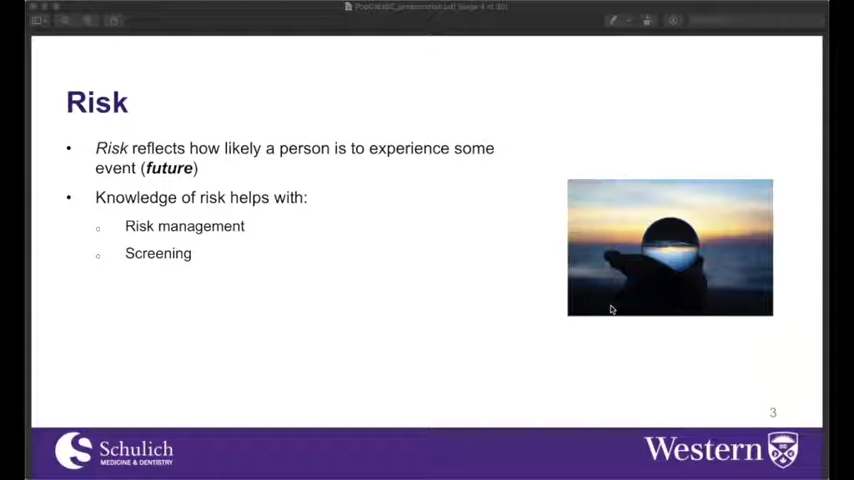 Risk
• Risk reflects how likely a person is to experience some
event (future)
• Knowledge of risk helps with:
○ Risk management
○ Screening
3
Schulich
MEDICINE & DENTISTRY
Western